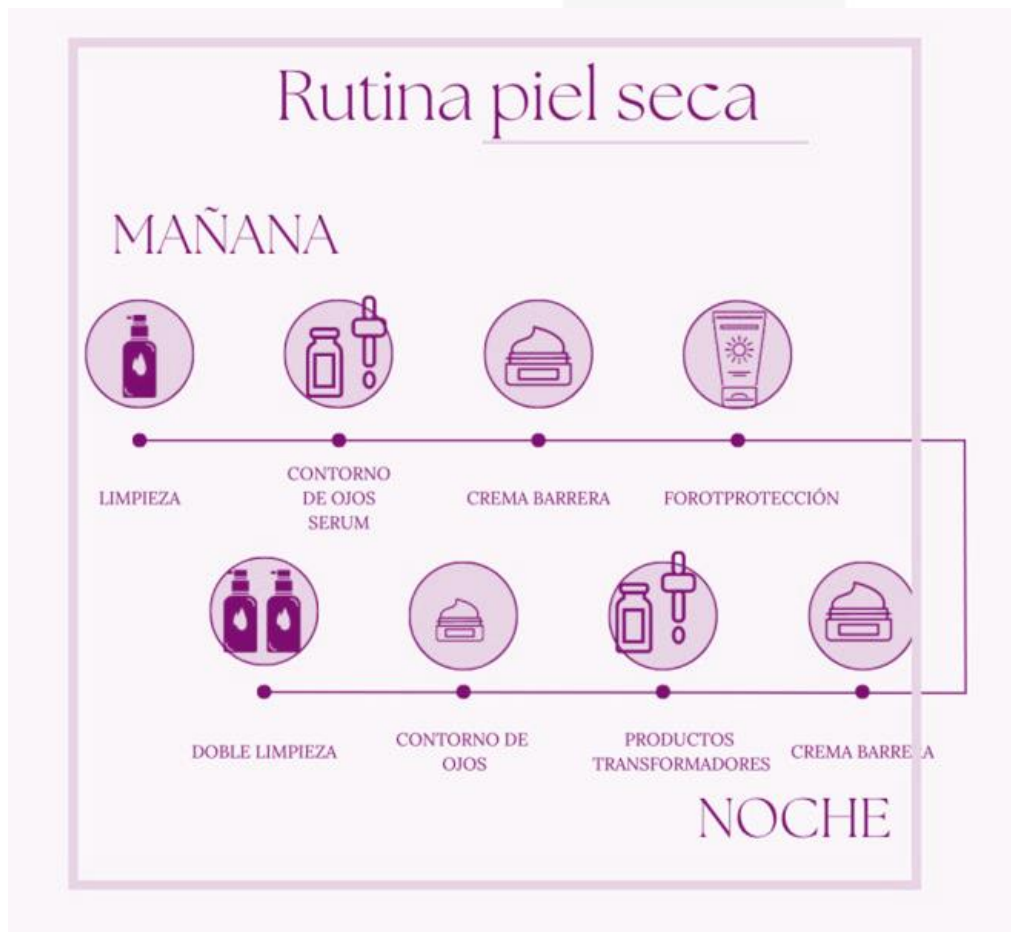 Rutina piel seca
MAÑANA
LIMPIEZA
CONTORNO
DE OJOS
SERUM
CREMA BARRERA
FOROTPROTECCIÓN
DOBLE LIMPIEZA
CONTORNO DE
OJOS
PRODUCTOS
TRANSFORMADORES
CREMA BARRERA
NOCHE